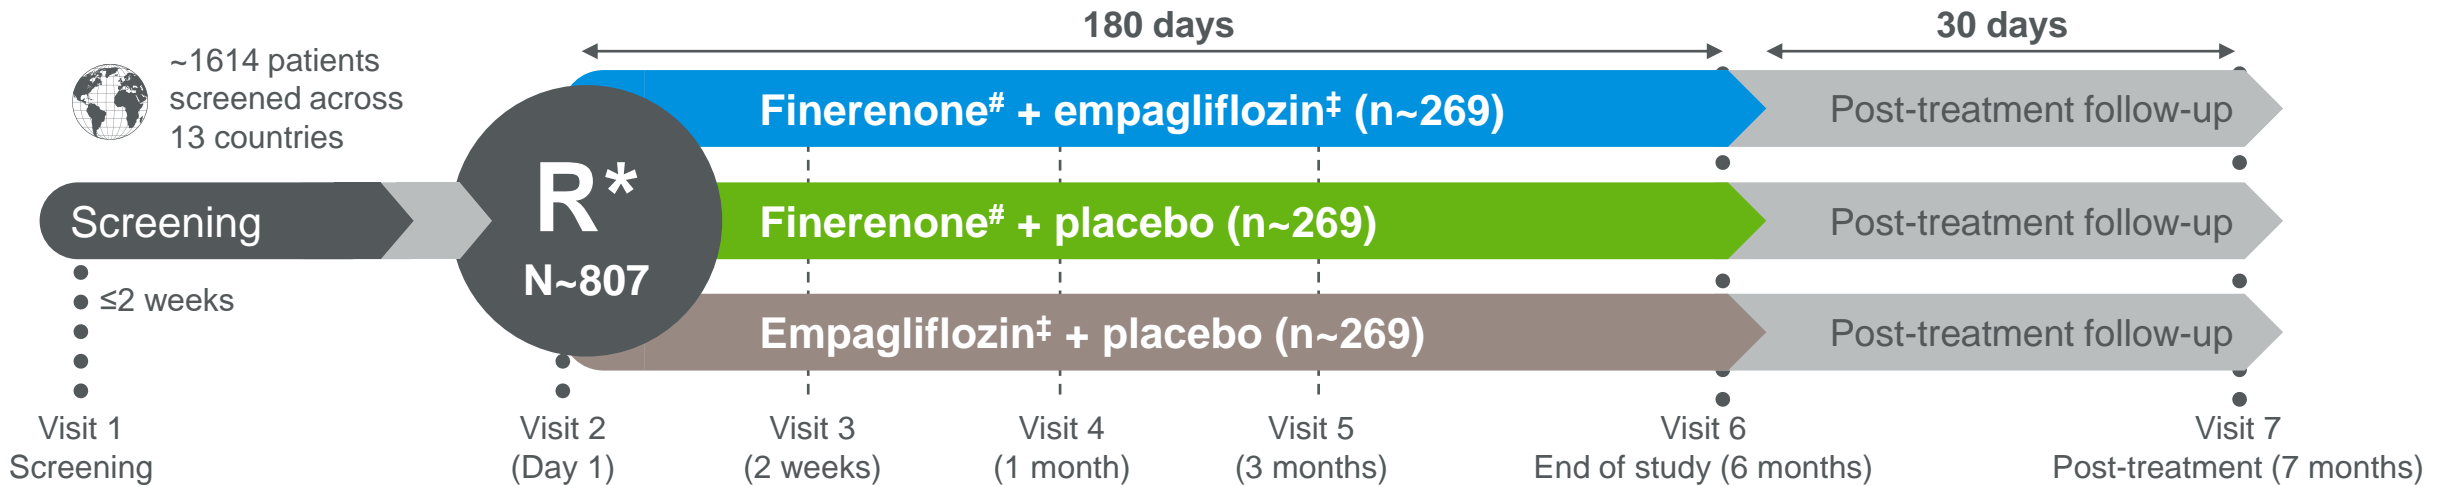 180 days
30 days
~1614 patients
screened across
13 countries
Finerenone# + empagliflozin‡ (n~269)
Post-treatment follow-up
Screening
R*
N~807
Finerenone# + placebo (n~269)
Post-treatment follow-up
≤2 weeks
Empagliflozin‡ + placebo (n~269)
Post-treatment follow-up
Visit 1
Screening
Visit 2
(Day 1)
Visit 3
(2 weeks)
Visit 4
(1 month)
Visit 5
(3 months)
Visit 6
End of study (6 months)
Visit 7
Post-treatment (7 months)